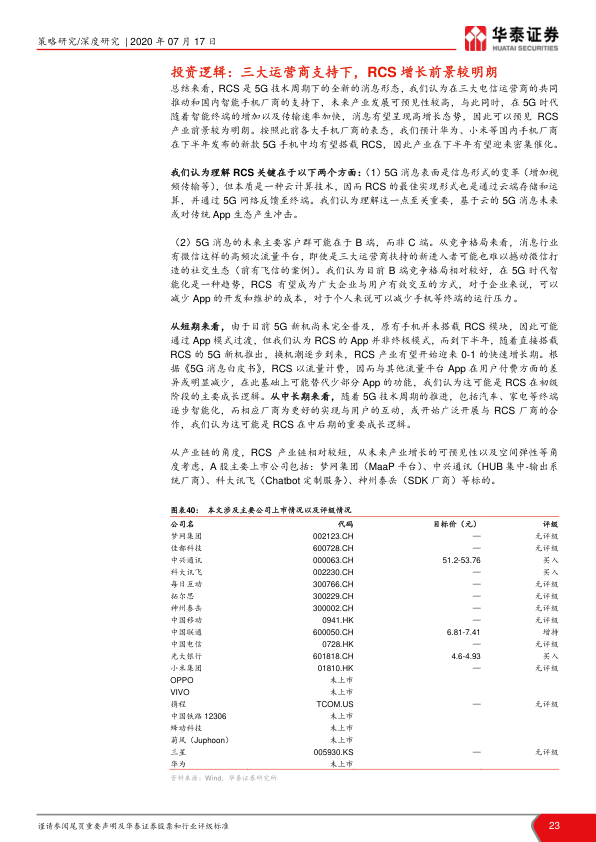 策略研究/深度研究 | 2020 年 07 月 17 日
华泰证券
HUATAI SECURITIES
投资逻辑：三大运营商支持下，RCS 增长前景较明朗
总结来看，RCS 是 5G 技术周期下的全新的消息形态，我们认为在三大电信运营商的共同
推动和国内智能手机厂商的支持下，未来产业发展可预见性较高，与此同时，在 5G 时代
随着智能终端的增加以及传输速率加快，消息有望呈现高增长态势，因此可以预见 RCS
产业前景较为明朗。按照此前各大手机厂商的表态，我们预计华为、小米等国内手机厂商
在下半年发布的新款 5G 手机中均有望搭载 RCS，因此产业在下半年有望迎来密集催化。
我们认为理解 RCS 关键在于以下两个方面：（1）5G 消息表面是信息形式的变革（增加视
频传输等），但本质是一种云计算技术，因而 RCS 的最佳实现形式也是通过云端存储和运
算，并通过 5G 网络反馈至终端。我们认为理解这一点至关重要，基于云的 5G 消息未来
或对传统 App 生态产生冲击。
（2）5G 消息的未来主要客户群可能在于 B 端，而非 C 端。从竞争格局来看，消息行业
有微信这样的高频次流量平台，即使是三大运营商扶持的新进入者可能也难以撼动微信打
造的社交生态（前有飞信的案例）。我们认为目前 B 端竞争格局相对较好，在 5G 时代智
能化是一种趋势，RCS 有望成为广大企业与用户有效交互的方式，对于企业来说，可以
减少 App 的开发和维护的成本，对于个人来说可以减少手机等终端的运行压力。
从短期来看，由于目前 5G 新机尚未完全普及，原有手机并未搭载 RCS 模块，因此可能
通过 App 模式过渡，但我们认为 RCS 的 App 并非终极模式，而到下半年，随着直接搭载
RCS 的 5G 新机推出，换机潮逐步到来，RCS 产业有望开始迎来 0-1 的快速增长期。根
据《5G 消息白皮书》，RCS 以流量计费，因而与其他流量平台 App 在用户付费方面的差
异或明显减少，在此基础上可能替代少部分 App 的功能，我们认为这可能是 RCS 在初级
阶段的主要成长逻辑。从中长期来看，随着 5G 技术周期的推进，包括汽车、家电等终端
逐步智能化，而相应厂商为更好的实现与用户的互动，或开始广泛开展与 RCS 厂商的合
作，我们认为这可能是 RCS 在中后期的重要成长逻辑。
从产业链的角度，RCS 产业链相对较短，从未来产业增长的可预见性以及空间弹性等角
度考虑，A 股主要上市公司包括：梦网集团（MaaP 平台）、中兴通讯（HUB 集中-输出系
统厂商）、科大讯飞（Chatbot 定制服务）、神州泰岳（SDK 厂商）等标的。
图表40： 本文涉及主要公司上市情况以及评级情况
公司名 代码 目标价（元） 评级
梦网集团 002123.CH — 无评级
佳都科技 600728.CH — 无评级
中兴通讯 000063.CH 51.2-53.76 买入
科大讯飞 002230.CH — 买入
每日互动 300766.CH — 无评级
拓尔思 300229.CH — 无评级
神州泰岳 300002.CH — 无评级
中国移动 0941.HK — 无评级
中国联通 600050.CH 6.81-7.41 增持
中国电信 0728.HK — 无评级
光大银行 601818.CH 4.6-4.93 买入
小米集团 01810.HK — 无评级
OPPO 未上市
VIVO 未上市
携程 TCOM.US — 无评级
中国铁路 12306 未上市
蜂动科技 未上市
菊风（Juphoon） 未上市
三星 005930.KS — 无评级
华为 未上市
资料来源：Wind、华泰证券研究所
谨请参阅尾页重要声明及华泰证券股票和行业评级标准
23